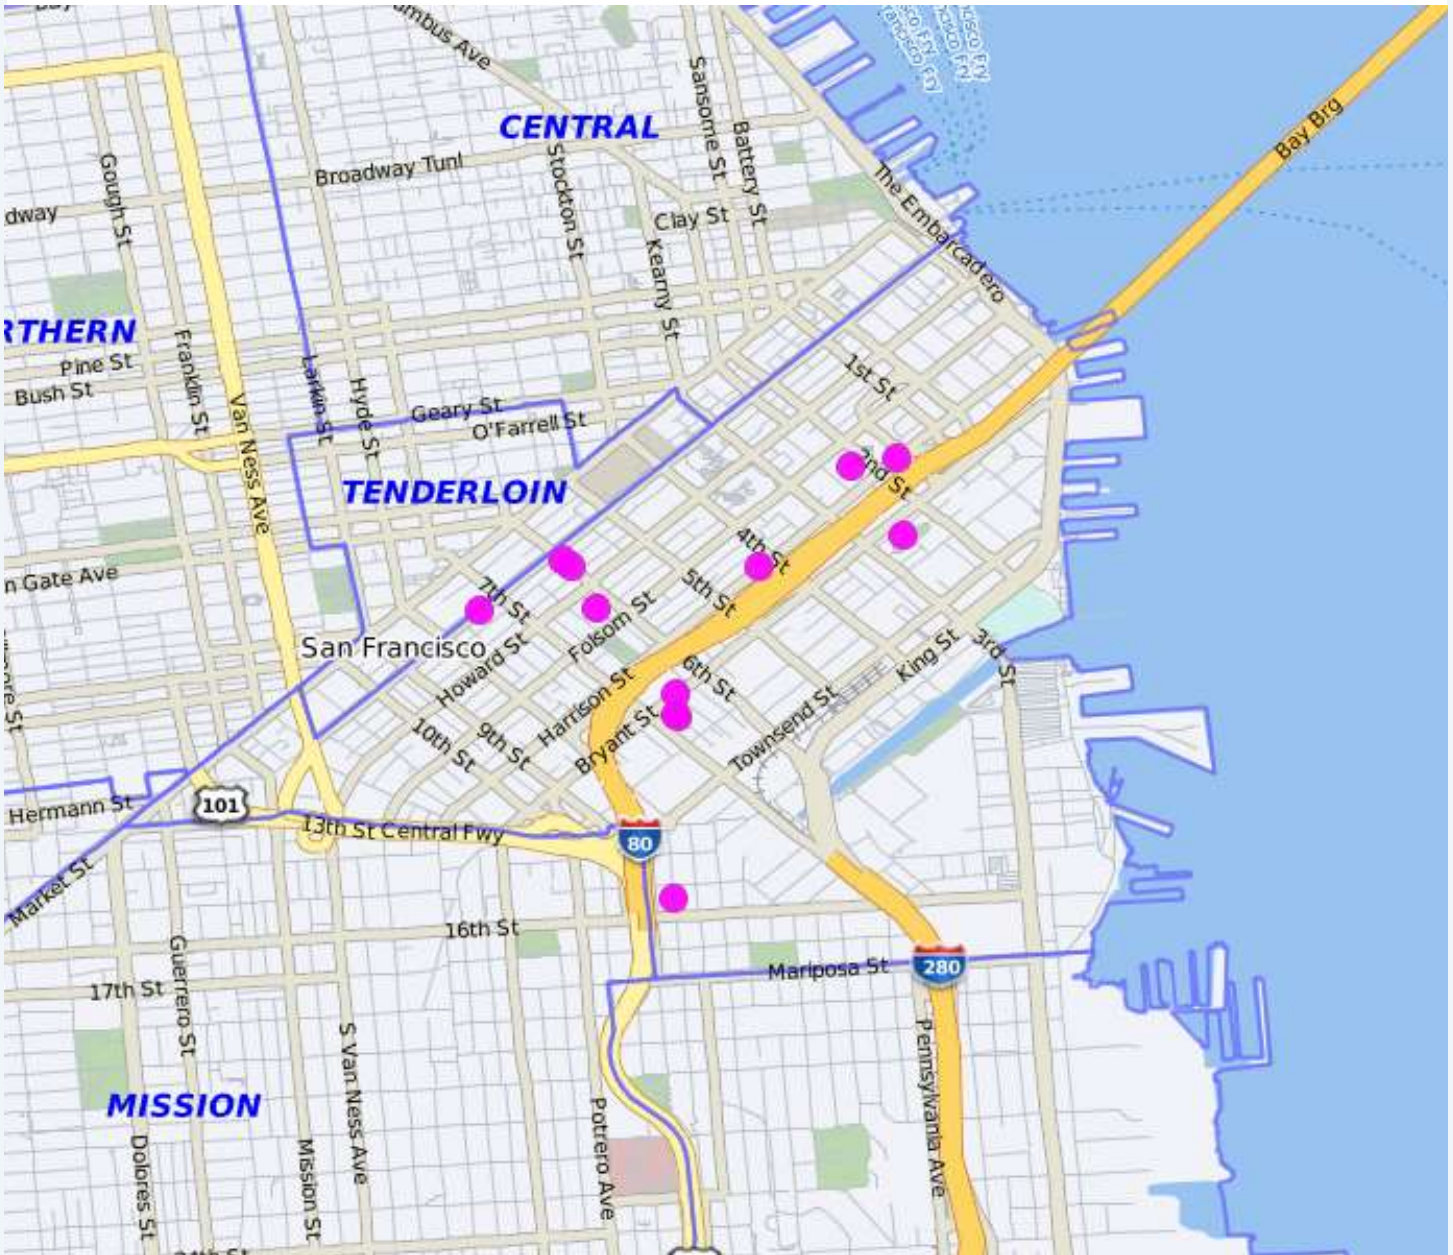 Bay
umbus Ave
Sansome St
CENTRAL
Battery St
Bay Brg
Gough St
Broadway Tunl
Stockton St
The Embarcadero
dway
Clay St
Kearny St
RTHERN
Pine St
Bush St
Franklin St
Larkin St
Hyde St
Geary St
O'Farrell St
1st St
Van Ness Ave
TENDERLOIN
2nd St
4th St
n Gate Ave
7th St
5th St
Folsom St
San Francisco
Howard St
King St
3rd St
6th St
Harrison St
Bryant St
Townsend St
10th St
9th St
Hermann St
101
13th St Central Fwy
80
Market St
16th St
Mariposa St
280
17th St
Guerrero St
S Van Ness Ave
Pennsylvania Ave
MISSION
Potrero Ave
Dolores St
Mission St